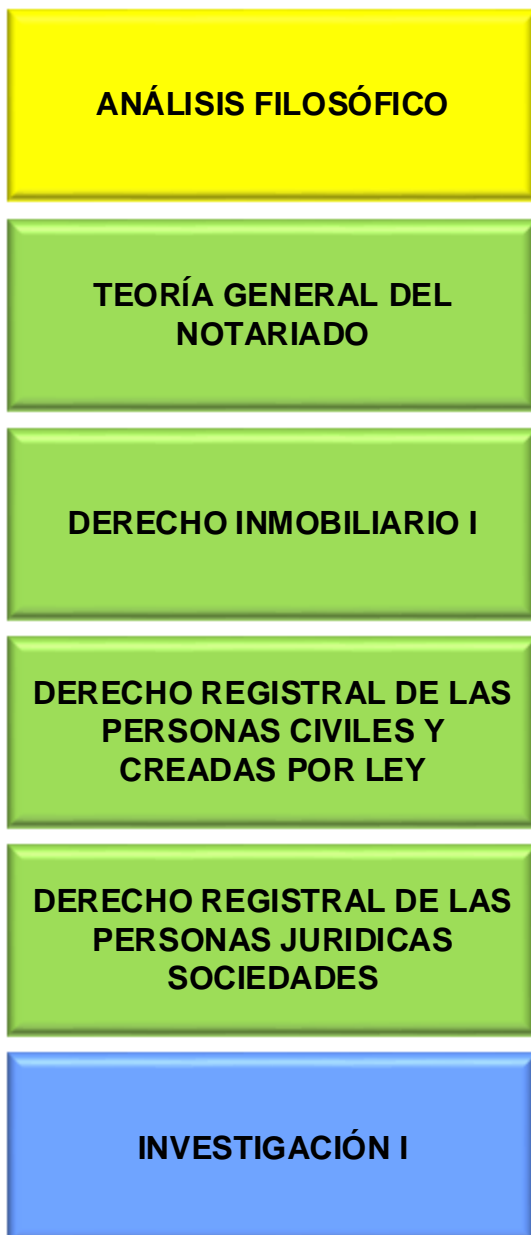 ANÁLISIS FILOSÓFICO
TEORÍA GENERAL DEL
NOTARIADO
DERECHO INMOBILIARIO I
DERECHO REGISTRAL DE LAS
PERSONAS CIVILES Y
CREADAS POR LEY
DERECHO REGISTRAL DE LAS
PERSONAS JURIDICAS
SOCIEDADES
INVESTIGACIÓN I